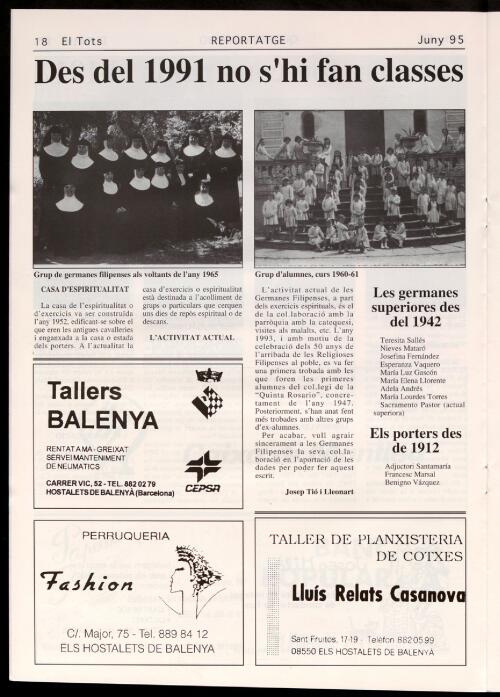 18 El Tots
REPORTATGE
Juny 95
Des del 1991 no s'hi fan classes
Grup de germanes filipenses als voltants de l'any 1965
CASA D'ESPIRITUALITAT
La casa de l'espiritualitat o
d'exercicis va ser construïda
l'any 1952, edificant-se sobre el
que eren les antigues cavalleries
i enganxada a la casa o estada
dels porters. A l'actualitat la
casa d'exercicis o espiritualitat
està destinada a l'acolliment de
grups o particulars que cerquen
uns dies de repòs espiritual o de
descans.
L'ACTIVITAT ACTUAL
Grup d'alumnes, curs 1960-61
L'activitat actual de les
Germanes Filipenses, a part
dels exercicis espirituals, és el
de la col.laboració amb la
parròquia amb la catequesi,
visites als malalts, etc. L'any
1993, i amb motiu de la
celebració dels 50 anys de
l'arribada de les Religioses
Filipenses al poble, es va fer
una primera trobada amb les
que foren les primeres
alumnes del col.legi de la
"Quinta Rosario", concre-
tament de l'any 1947.
Posteriorment, s'han anat fent
més trobades amb altres grups
d'ex-alumnes.
Per acabar, vull agrair
sincerament a les Germanes
Filipenses la seva col.la-
boració en l'aportació de les
dades per poder fer aquest
escrit.
Josep Tió i Lleonart
Les germanes
superiores des
del 1942
Teresita Sallés
Nieves Mataró
Josefina Fernández
Esperanza Vaquero
María Luz Gascón
María Elena Llorente
Adela Andrés
María Lourdes Torres
Sacramento Pastor (actual
superiora)
Els porters des
de 1912
Adjuctori Santamaría
Francesc Marsal
Benigno Vázquez
Tallers
BALENYA
RENTAT A MA - GREIXAT
SERVEI MANTENIMENT
DE NEUMATICS
CARRER VIC, 52 - TEL. 882 02 79
HOSTALETS DE BALENYÀ (Barcelona)
CEPSA
PERRUQUERIA
Fashion
C/. Major, 75 - Tel. 889 84 12
ELS HOSTALETS DE BALENYA
TALLER DE PLANXISTERIA
DE COTXES
Lluís Relats Casanova
Sant Fruitós, 17-19 - Telèfon 882 05 99
08550 ELS HOSTALETS DE BALENYÀ